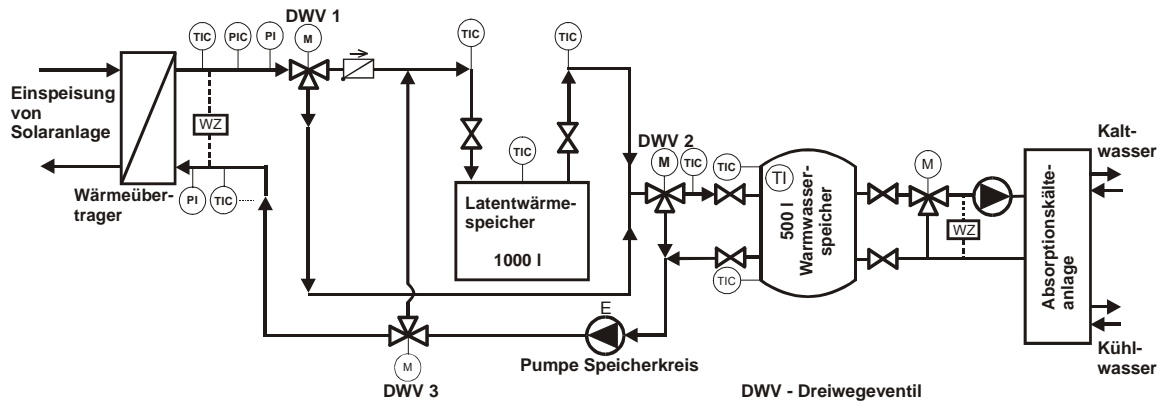 DWV 1
TIC
PIC
PI
M
TIC
TIC
Einspeisung
von
Solaranlage
WZ
TIC
DWV 2
M
TIC
TIC
TI
M
Kalt-
wasser
PI
TIC
Wärmeüber-
trager
Latentwärme-
speicher
1000 l
500 l
Warmwasser-
speicher
WZ
Absorptionskälte-
anlage
TIC
E
M
Pumpe Speicherkreis
Kühl-
wasser
DWV 3
DWV - Dreiwegeventil